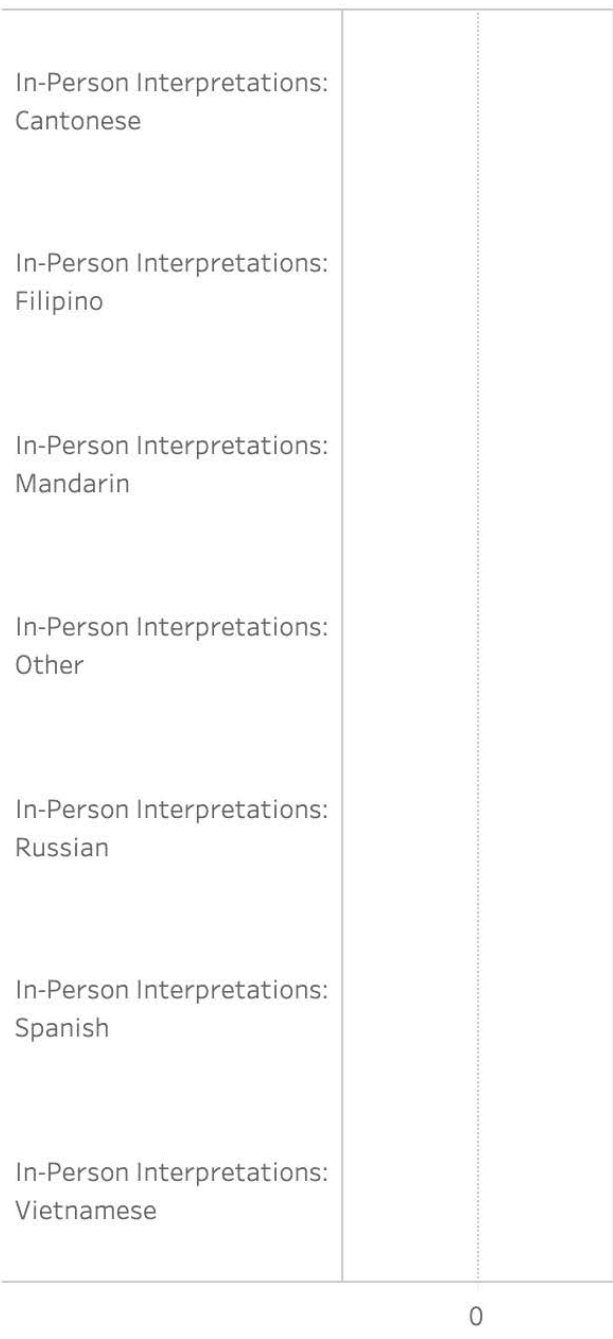 In-Person Interpretations:
Cantonese
In-Person Interpretations:
Filipino
In-Person Interpretations:
Mandarin
In-Person Interpretations:
Other
In-Person Interpretations:
Russian
In-Person Interpretations:
Spanish
In-Person Interpretations:
Vietnamese
0